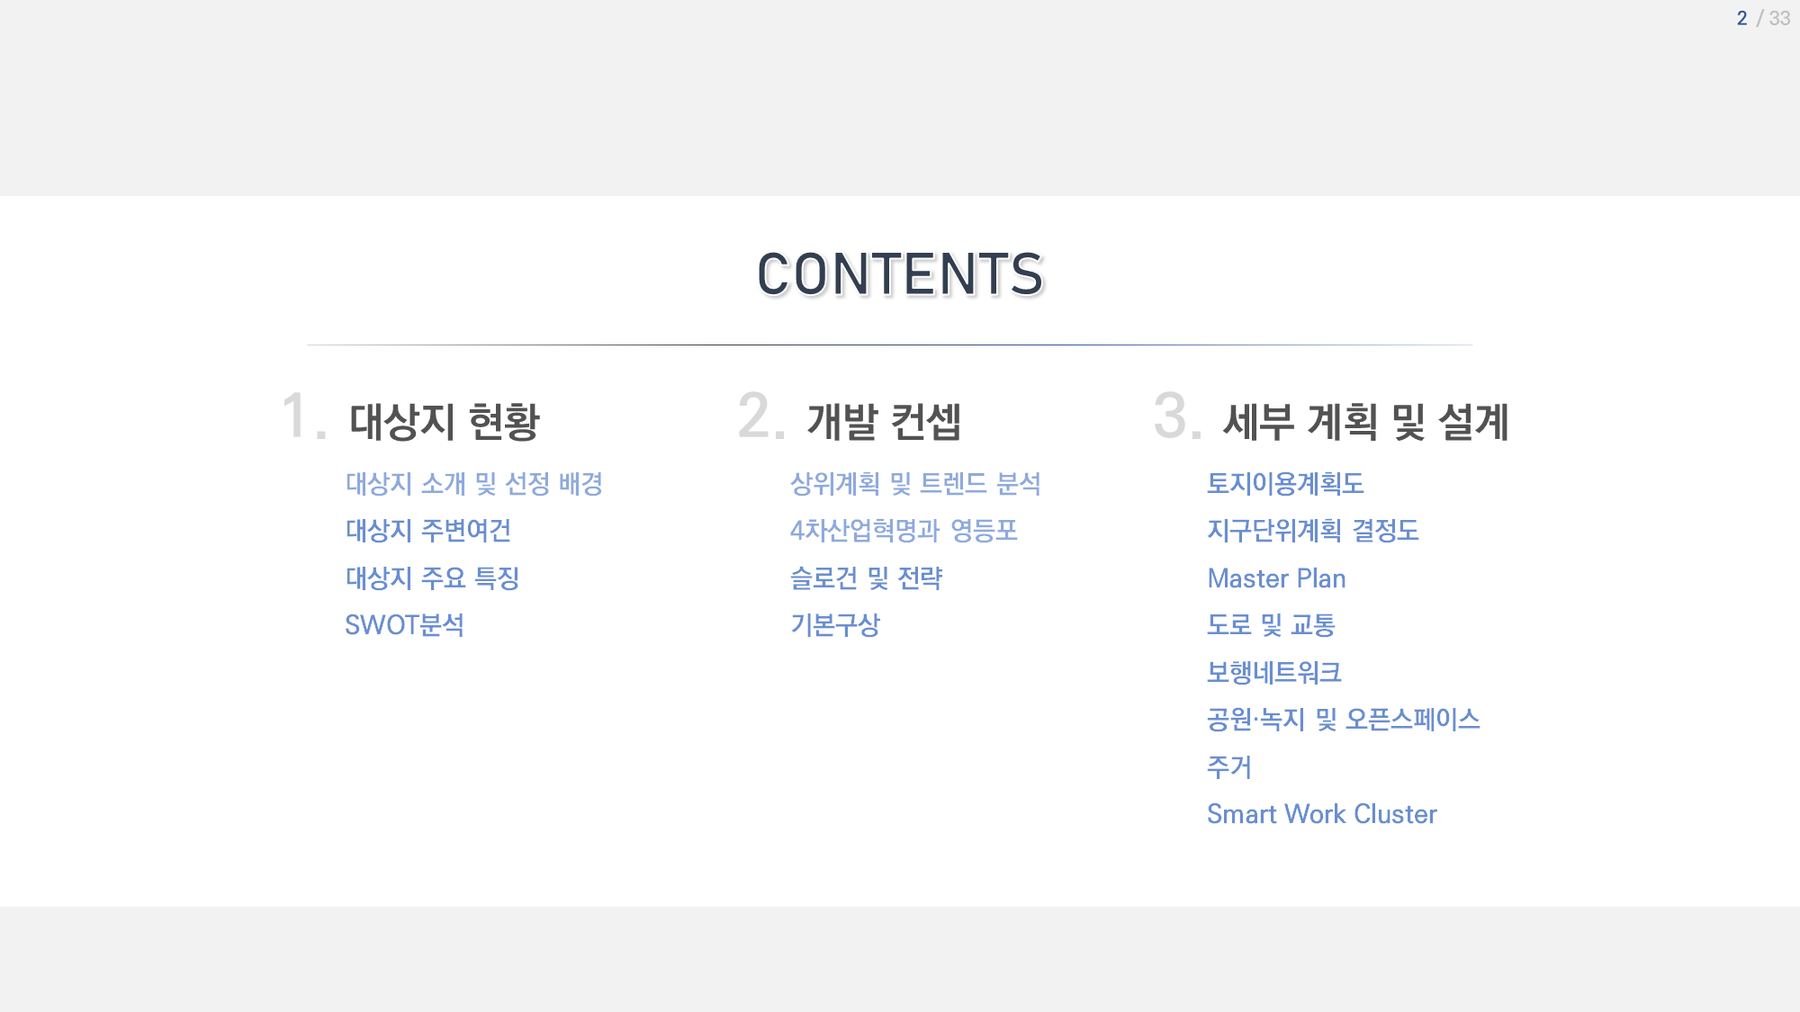 2 / 33
CONTENTS
1. 대상지 현황
대상지 소개 및 선정 배경
대상지 주변여건
대상지 주요 특징
SWOT분석
2. 개발 컨셉
상위계획 및 트렌드 분석
4차산업혁명과 영등포
슬로건 및 전략
기본구상
3. 세부 계획 및 설계
토지이용계획도
지구단위계획 결정도
Master Plan
도로 및 교통
보행네트워크
공원·녹지 및 오픈스페이스
주거
Smart Work Cluster